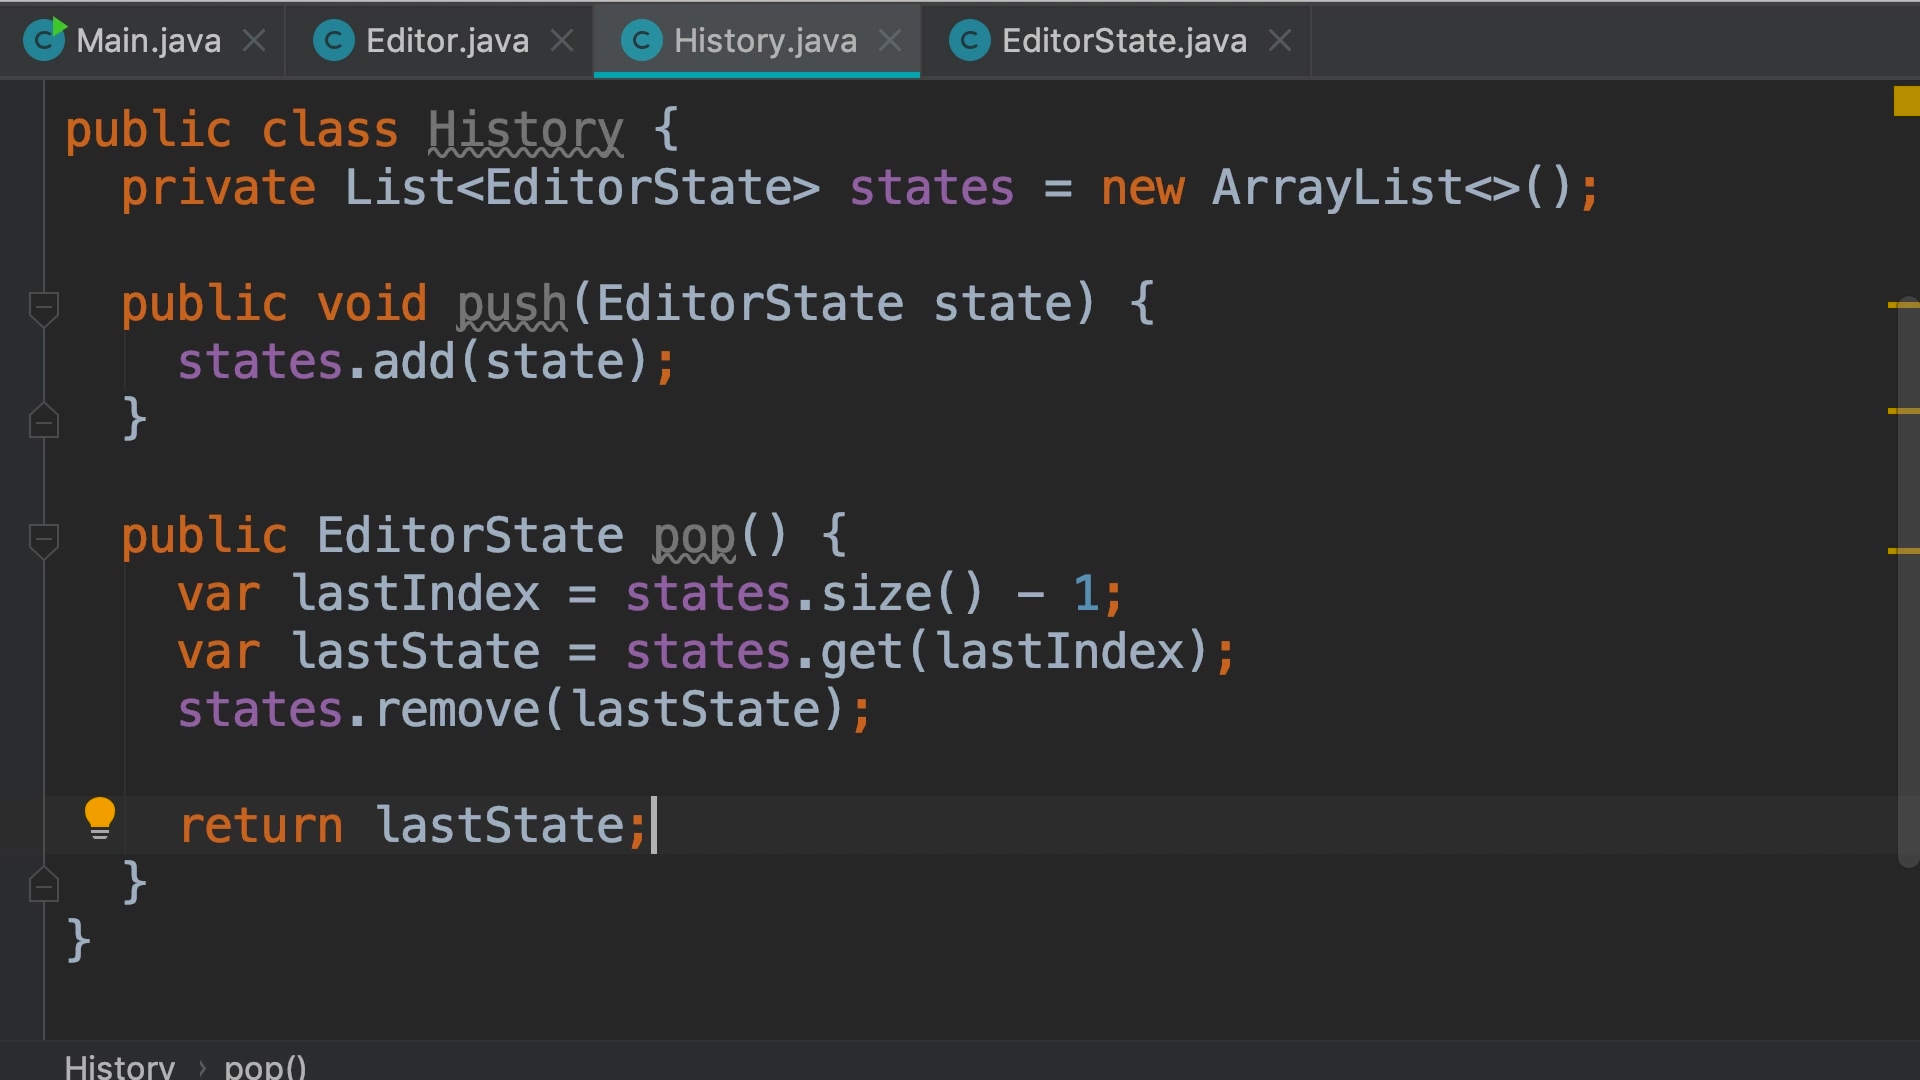 Main.java Editor.java History.java EditorState.java
public class History {
private List<EditorState> states = new ArrayList<>();
public void push(EditorState state) {
states.add(state);
}
public EditorState pop() {
var lastIndex = states.size() - 1;
var lastState = states.get(lastIndex);
states.remove(lastState);
return lastState;
}
}
History › pop()